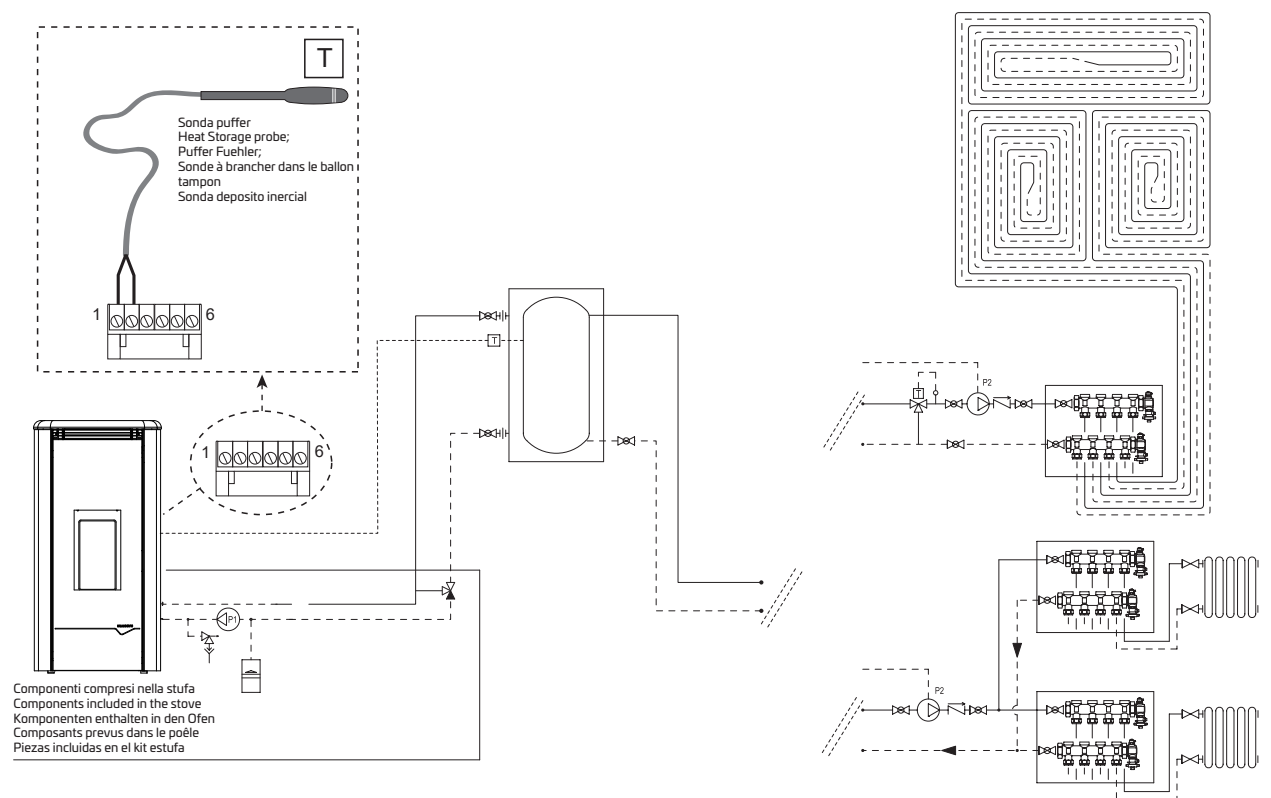 T
Sonda puffer
Heat Storage probe;
Puffer Fuehler;
Sonde à brancher dans le ballon
tampon
Sonda deposito inercial
1
6
T
1
6
P1
Componenti compresi nella stufa
Components included in the stove
Komponenten enthalten in den Ofen
Composants prevus dans le poêle
Piezas incluidas en el kit estufa
T
P2
P2